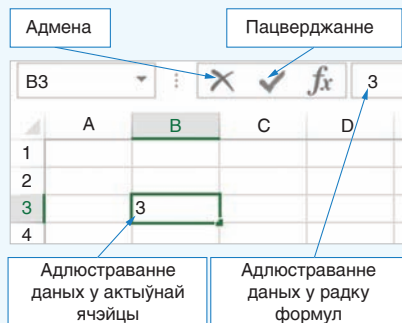 Адмена
Пацверджанне
B3 fx 3
A B C D
1
2
3 3
4
Адлюстраванне
даных у актыўнай
ячэйцы
Адлюстраванне
даных у радку
формул